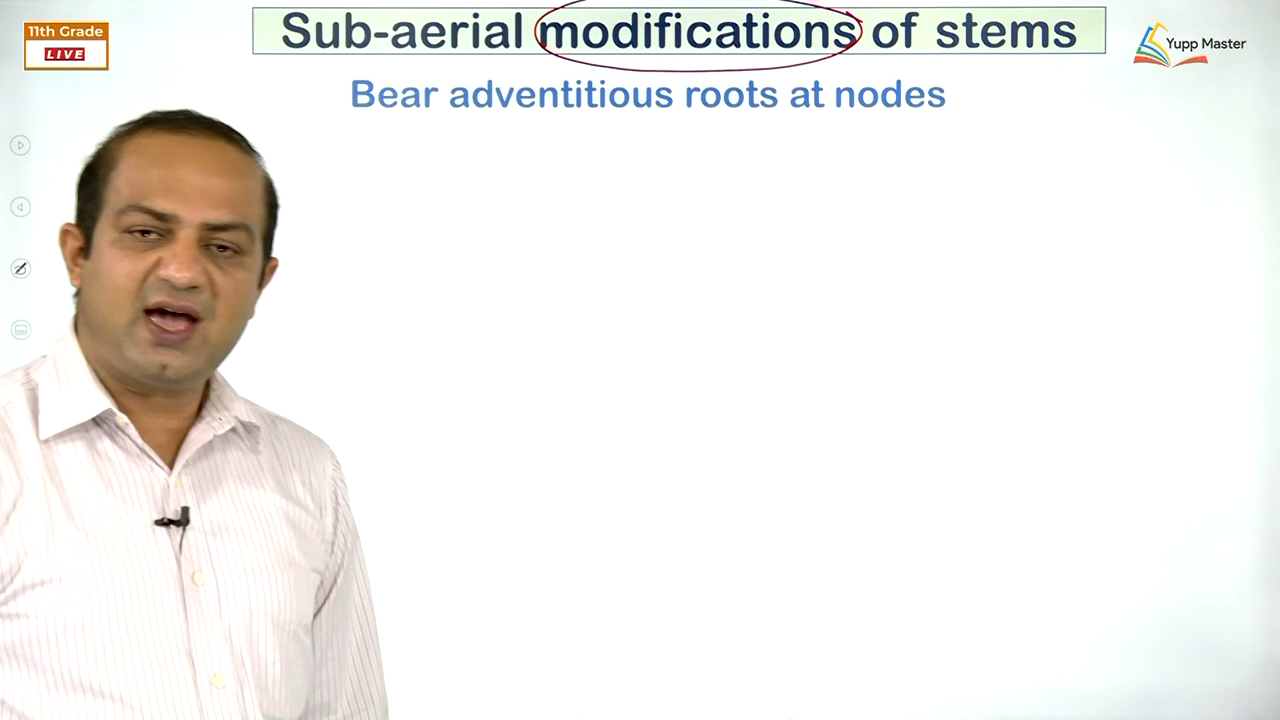 11th Grade
LIVE
Sub-aerial modifications of stems
Yupp Master
Bear adventitious roots at nodes